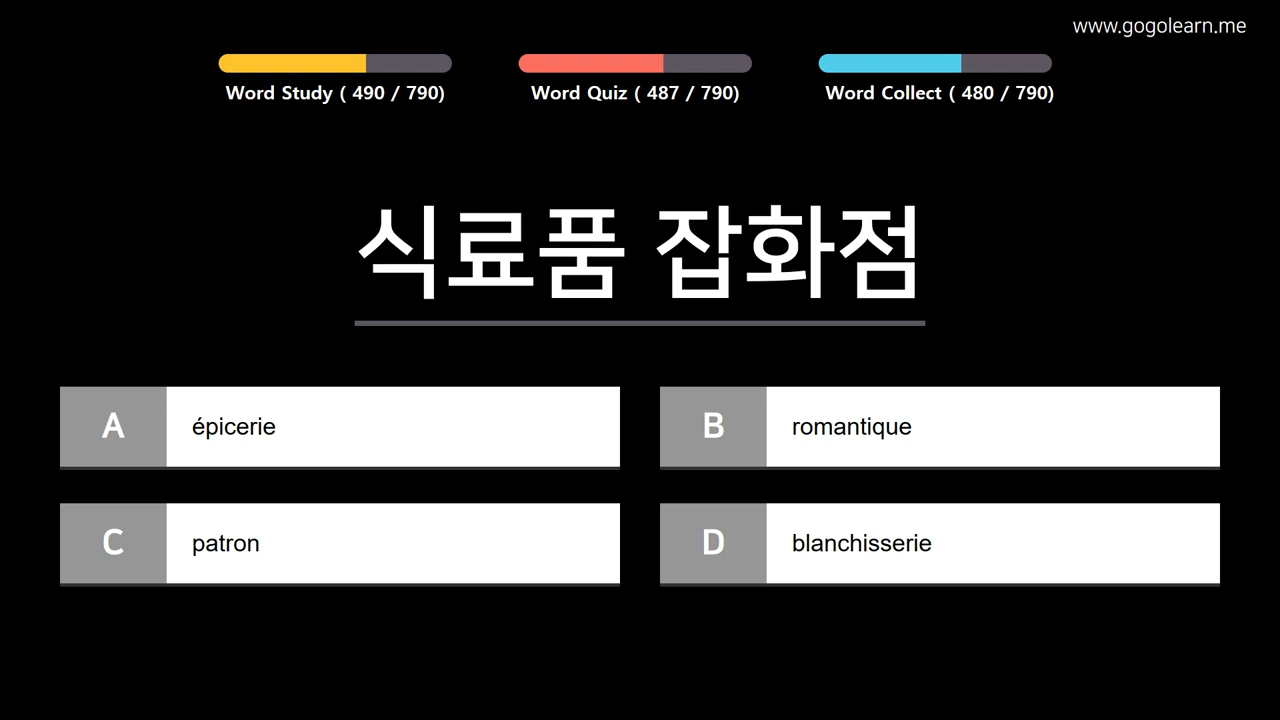 www.gogolearn.me
Word Study ( 490 / 790)
Word Quiz ( 487 / 790)
Word Collect ( 480 / 790)
식료품 잡화점
A épicerie
B romantique
C patron
D blanchisserie